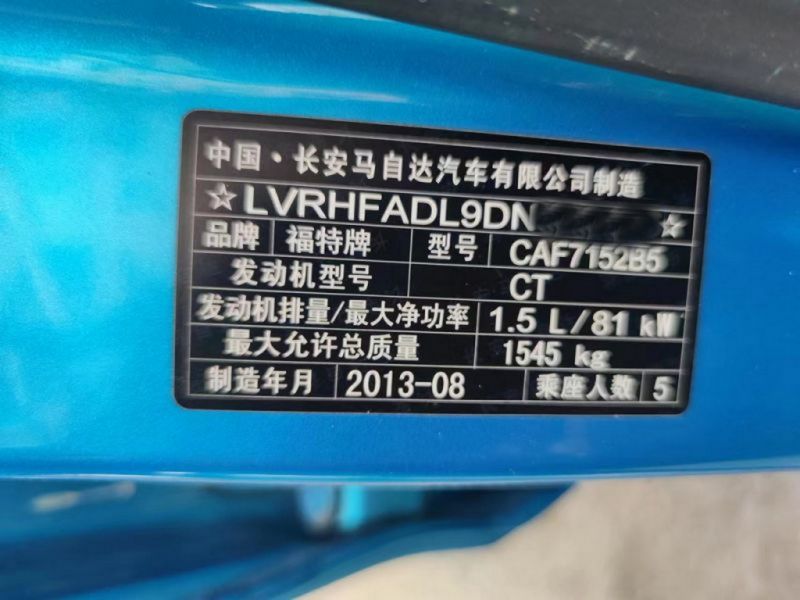 中国·长安马自达汽车有限公司制造
☆LVRHFADL9DN ☆
品牌 福特牌 型号 CAF7152B5
发动机型号 CT
发动机排量/最大净功率 1.5 L/81 kW
最大允许总质量 1545 kg
制造年月 2013-08 乘座人数 5